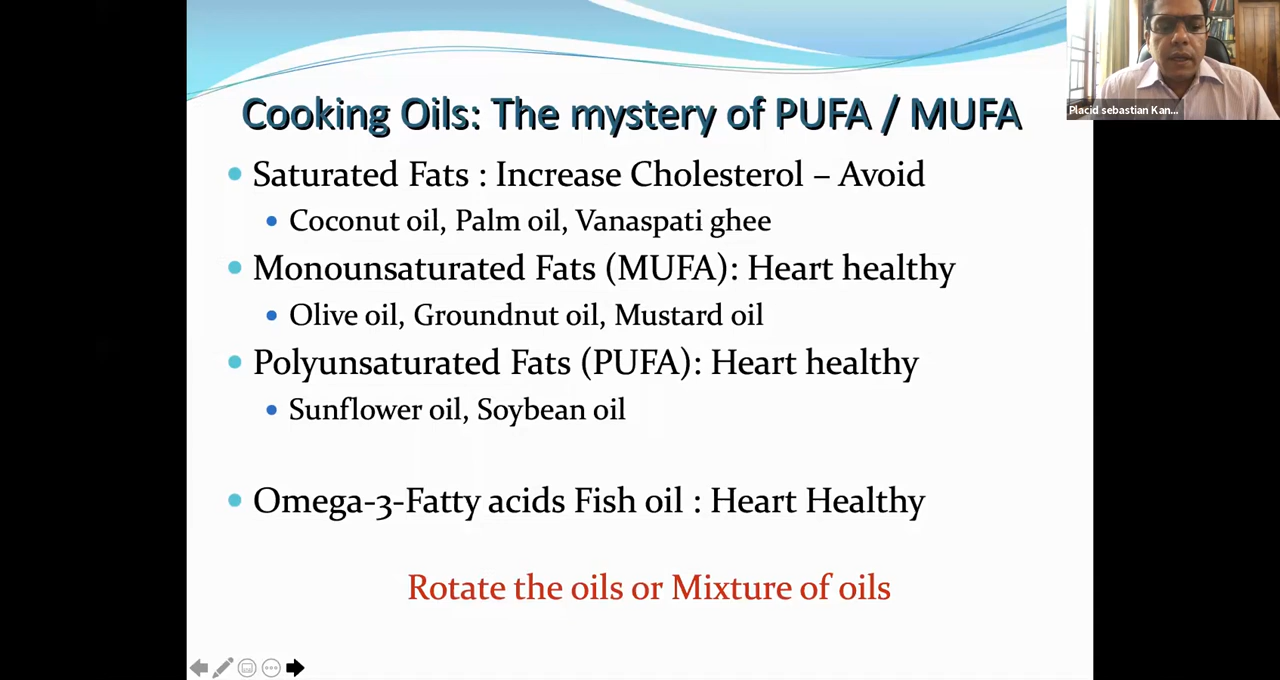 Cooking Oils: The mystery of PUFA / MUFA
Saturated Fats : Increase Cholesterol – Avoid
Coconut oil, Palm oil, Vanaspati ghee
Monounsaturated Fats (MUFA): Heart healthy
Olive oil, Groundnut oil, Mustard oil
Polyunsaturated Fats (PUFA): Heart healthy
Sunflower oil, Soybean oil
Omega-3-Fatty acids Fish oil : Heart Healthy
Rotate the oils or Mixture of oils
Placid sebastian Kan...